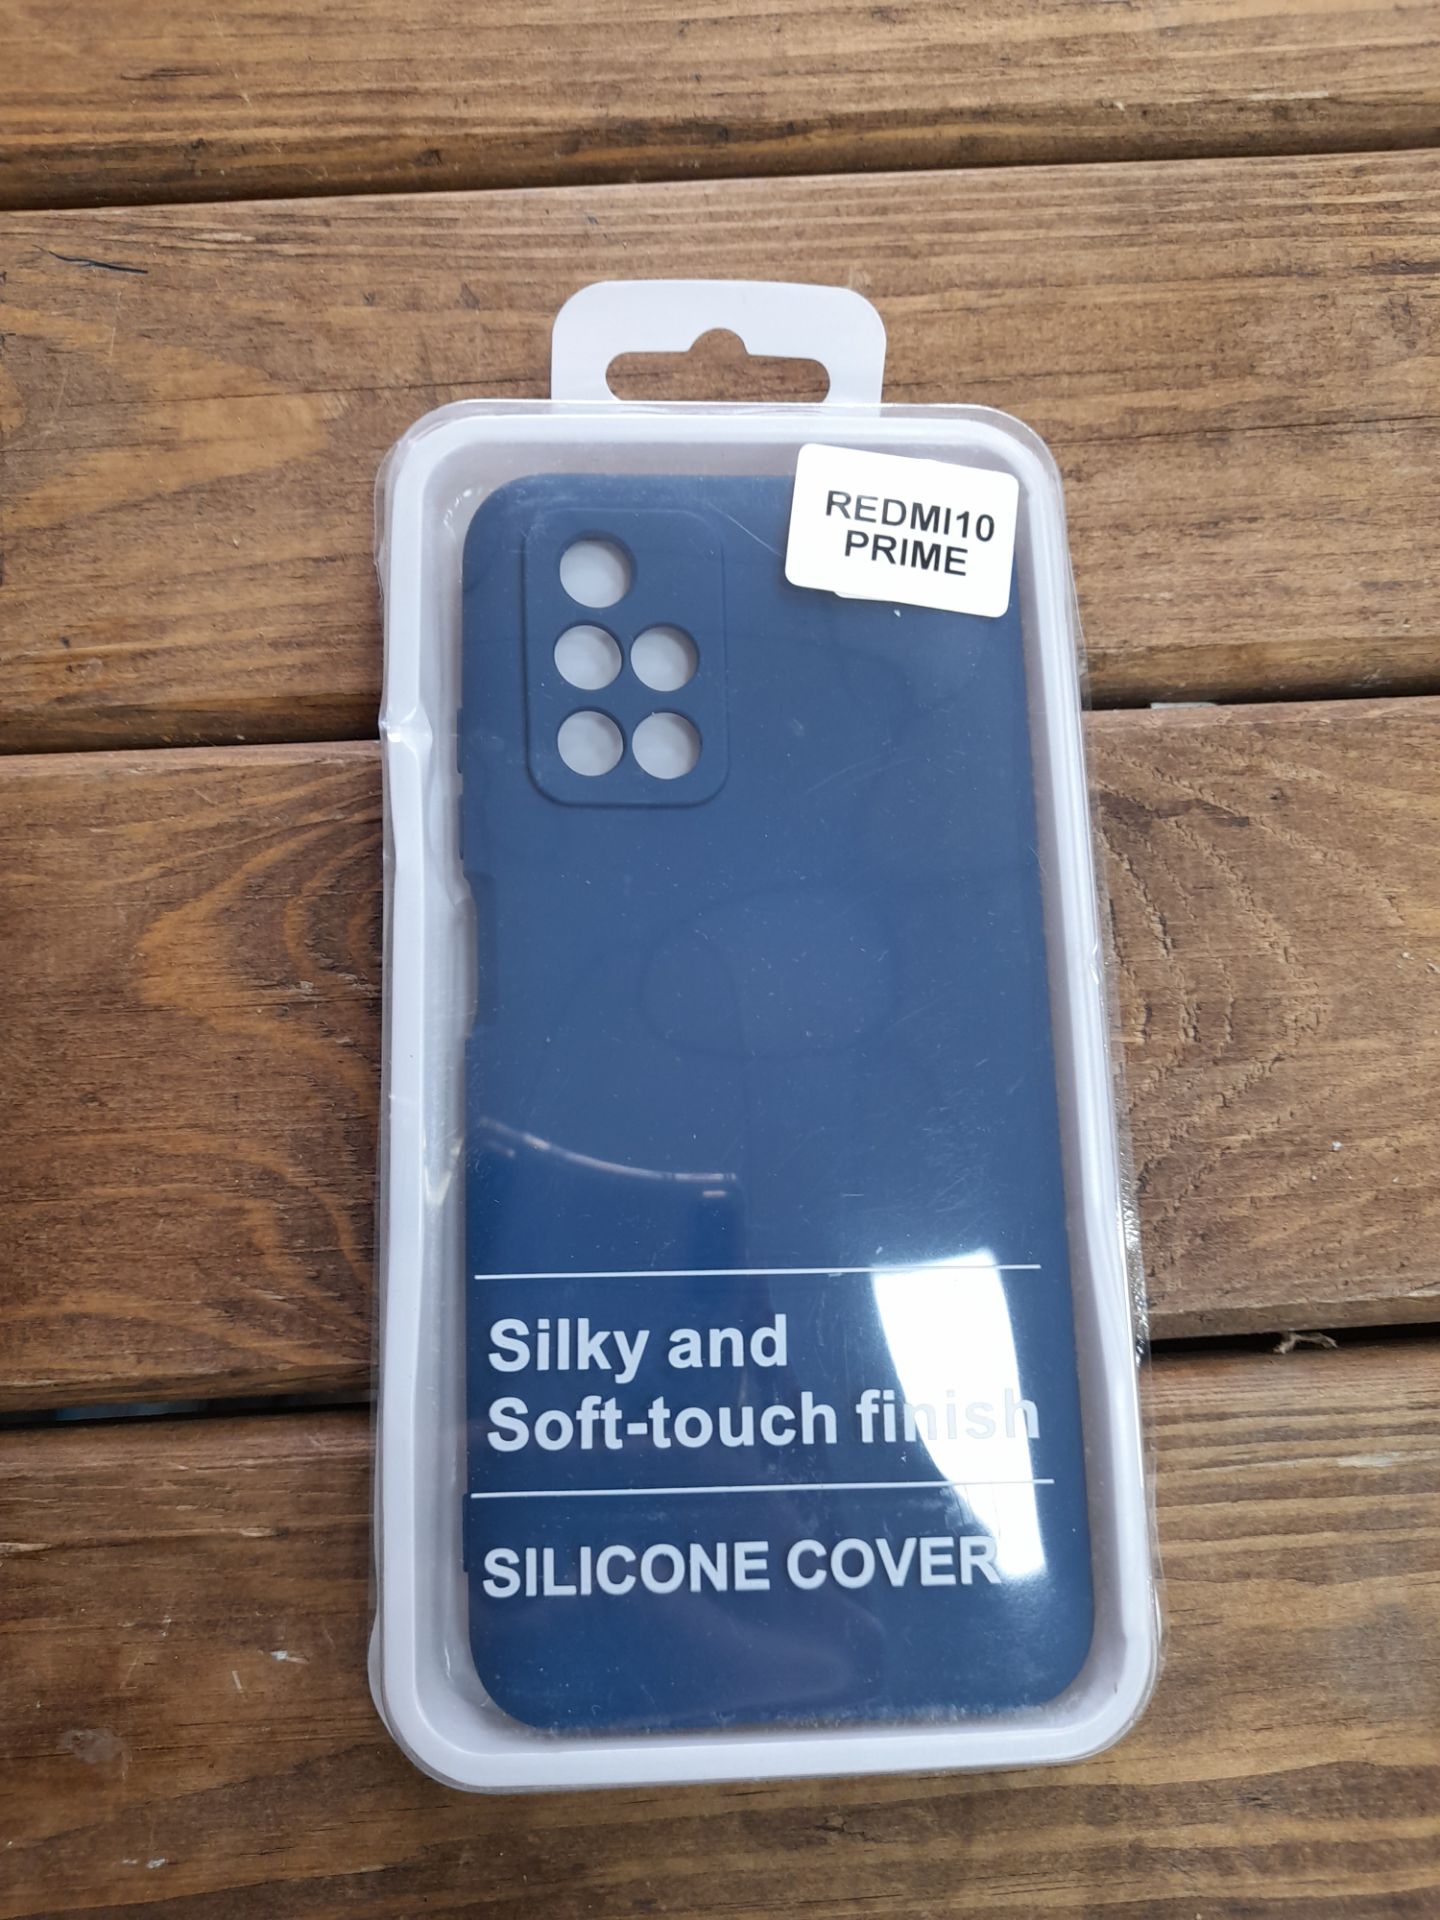 REDMI10
PRIME
Silky and
Soft-touch finish
SILICONE COVER